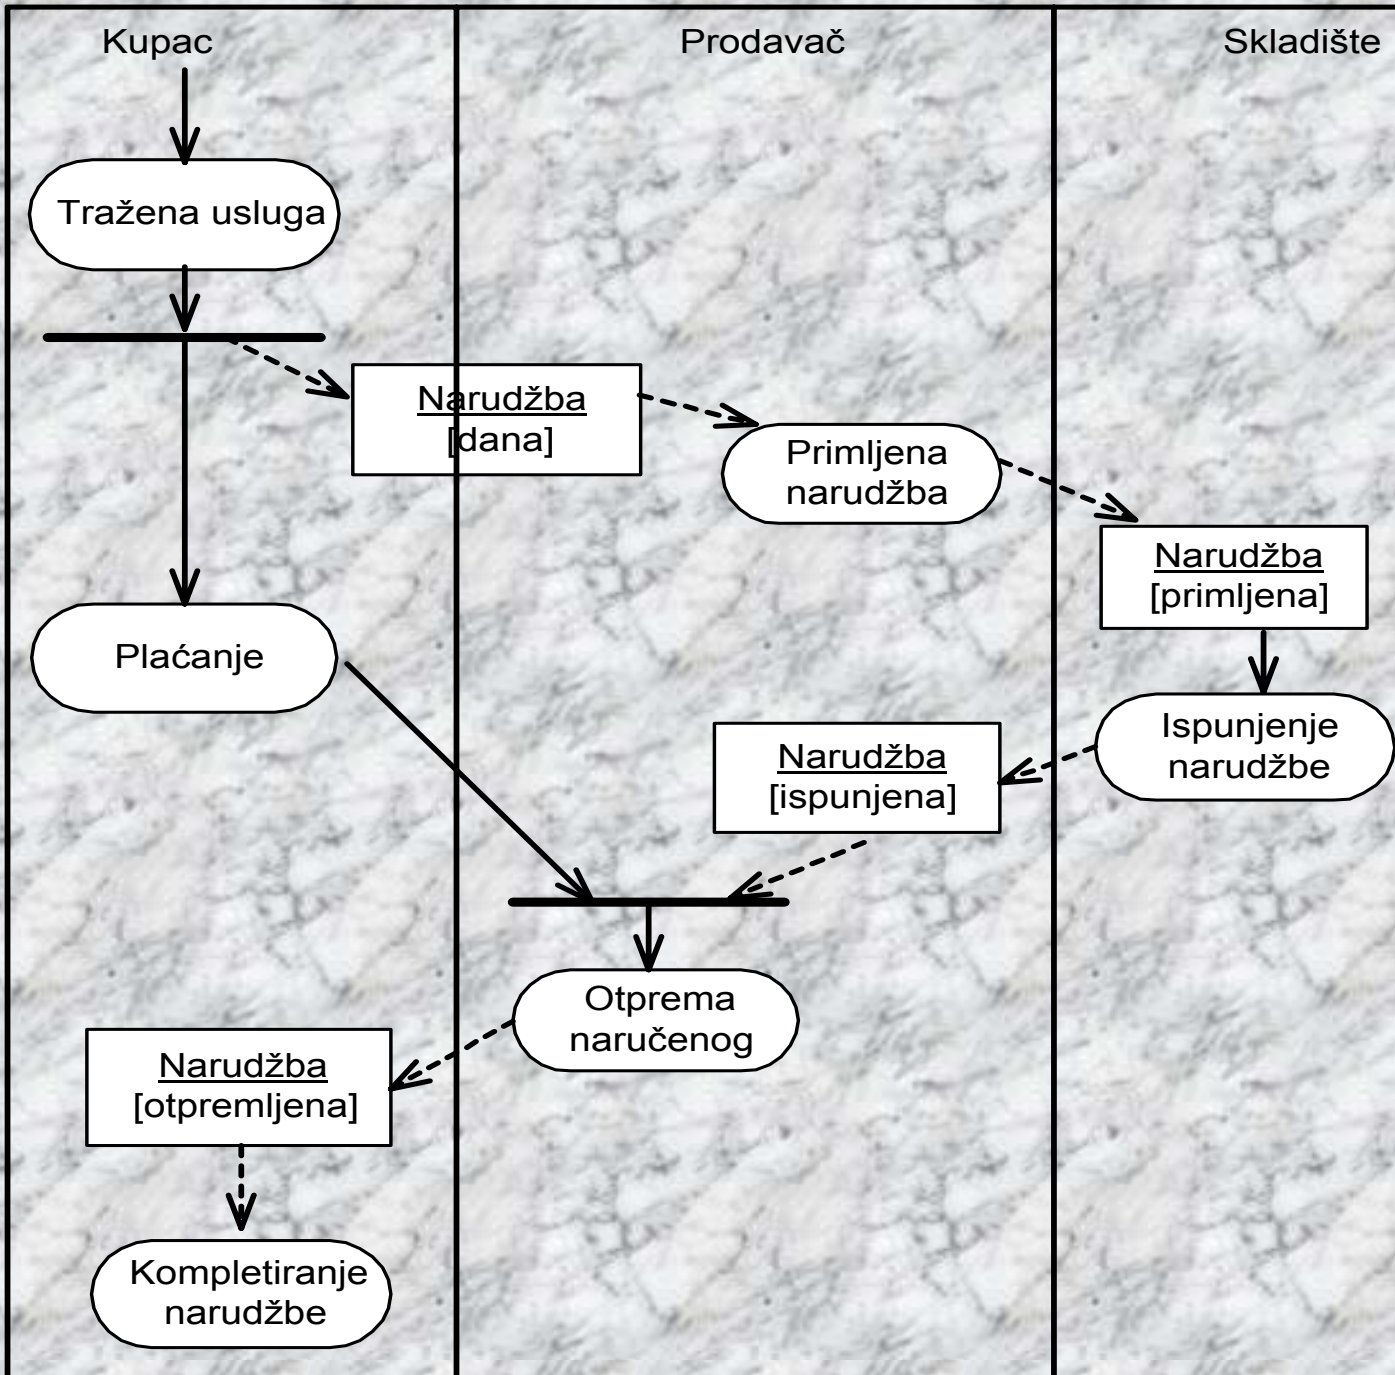 Kupac
Prodavač
Skladište
Tražena usluga
Narudžba
[dana]
Primljena
narudžba
Narudžba
[primljena]
Plaćanje
Ispunjenje
narudžbe
Narudžba
[ispunjena]
Otprema
naručenog
Narudžba
[otpremljena]
Kompletiranje
narudžbe